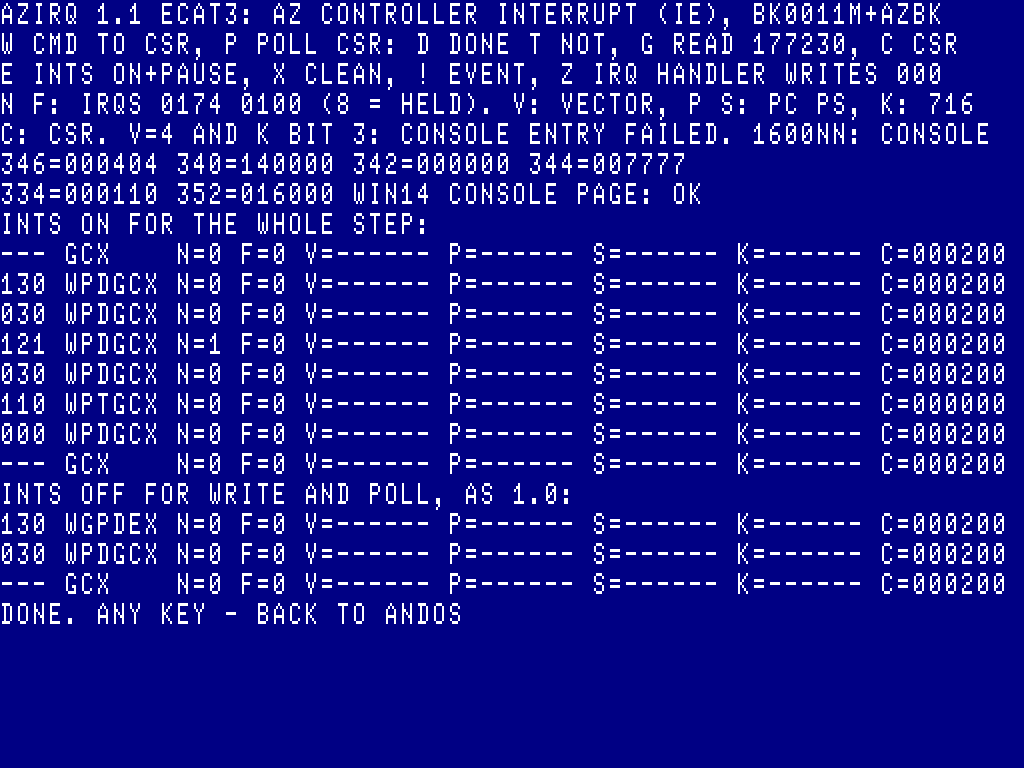 AZIRQ 1.1 ECAT3: AZ CONTROLLER INTERRUPT (IE), BK0011M+AZBK
W CMD TO CSR, P POLL CSR: D DONE T NOT, G READ 177230, C CSR
E INTS ON+PAUSE, X CLEAN, ! EVENT, Z IRQ HANDLER WRITES 000
N F: IRQS 0174 0100 (8 = HELD). V: VECTOR, P S: PC PS, K: 716
C: CSR. V=4 AND K BIT 3: CONSOLE ENTRY FAILED. 1600NN: CONSOLE
346=000404 340=140000 342=000000 344=007777
334=000110 352=016000 WIN14 CONSOLE PAGE: OK
INTS ON FOR THE WHOLE STEP:
--- GCX    N=0 F=0 V=------ P=------ S=------ K=------ C=000200
130 WPDGCX N=0 F=0 V=------ P=------ S=------ K=------ C=000200
030 WPDGCX N=0 F=0 V=------ P=------ S=------ K=------ C=000200
121 WPDGCX N=1 F=0 V=------ P=------ S=------ K=------ C=000200
030 WPDGCX N=0 F=0 V=------ P=------ S=------ K=------ C=000200
110 WPTGCX N=0 F=0 V=------ P=------ S=------ K=------ C=000000
000 WPDGCX N=0 F=0 V=------ P=------ S=------ K=------ C=000200
--- GCX    N=0 F=0 V=------ P=------ S=------ K=------ C=000200
INTS OFF FOR WRITE AND POLL, AS 1.0:
130 WGPDEX N=0 F=0 V=------ P=------ S=------ K=------ C=000200
030 WPDGCX N=0 F=0 V=------ P=------ S=------ K=------ C=000200
--- GCX    N=0 F=0 V=------ P=------ S=------ K=------ C=000200
DONE. ANY KEY - BACK TO ANDOS